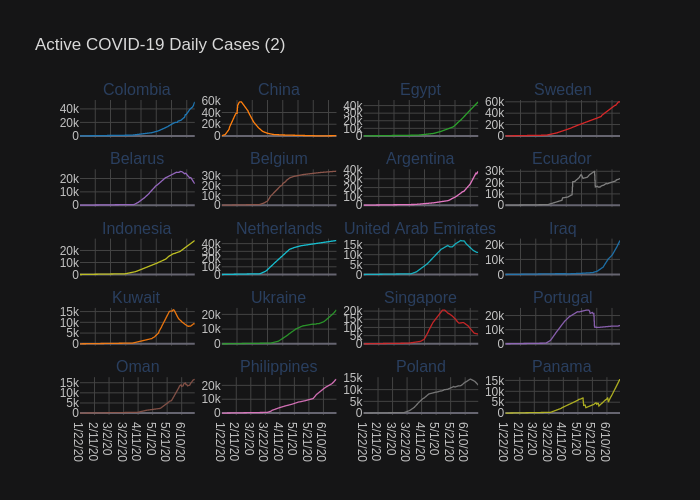 Active COVID-19 Daily Cases (2)
Colombia China Egypt Sweden
40k 20k 0 60k 40k 20k 0 40k 30k 20k 10k 0 60k 40k 20k 0
Belarus Belgium Argentina Ecuador
20k 10k 0 30k 20k 10k 0 40k 30k 20k 10k 0 30k 20k 10k 0
Indonesia Netherlands United Arab Emirates Iraq
20k 10k 0 40k 30k 20k 10k 0 15k 10k 5k 0 20k 10k 0
Kuwait Ukraine Singapore Portugal
15k 10k 5k 0 20k 10k 0 20k 15k 10k 5k 0 20k 10k 0
Oman Philippines Poland Panama
15k 10k 5k 0 20k 10k 0 15k 10k 5k 0 15k 10k 5k 0
1/22/20 2/11/20 3/2/20 3/22/20 4/11/20 5/1/20 5/21/20 6/10/20 1/22/20 2/11/20 3/2/20 3/22/20 4/11/20 5/1/20 5/21/20 6/10/20 1/22/20 2/11/20 3/2/20 3/22/20 4/11/20 5/1/20 5/21/20 6/10/20 1/22/20 2/11/20 3/2/20 3/22/20 4/11/20 5/1/20 5/21/20 6/10/20